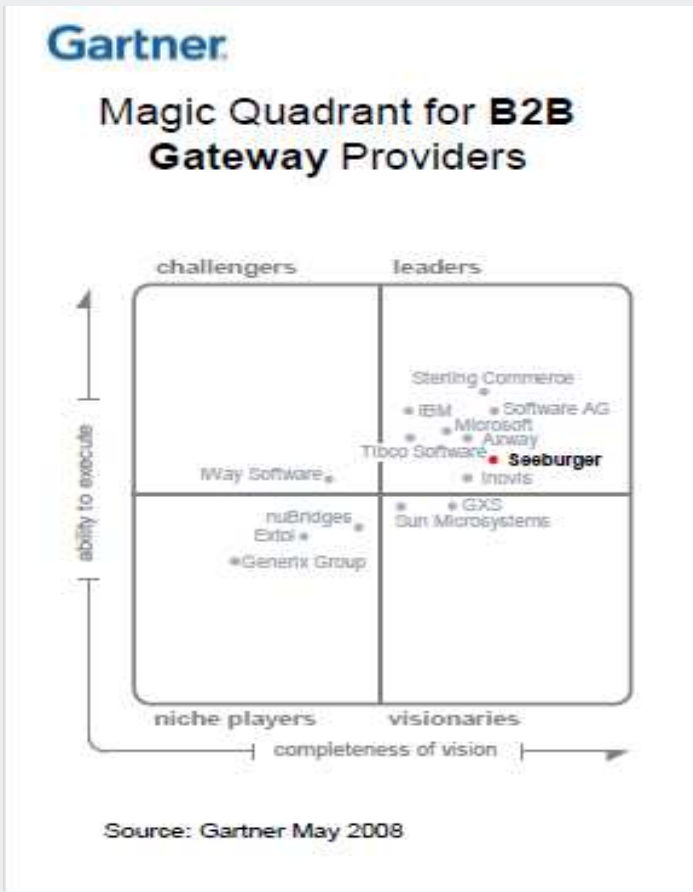 Gartner
Magic Quadrant for B2B
Gateway Providers
challengers
leaders
ability to execute
Sterling Commerce
IBM
Software AG
Microsoft
Axway
Tibco Software
Seeburger
iWay Software
Inovis
nuBridges
GXS
Sun Microsystems
Extol
Generix Group
niche players
visionaries
completeness of vision
Source: Gartner May 2008